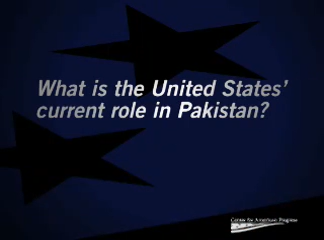 What is the United States'
current role in Pakistan?
Center for American Progress